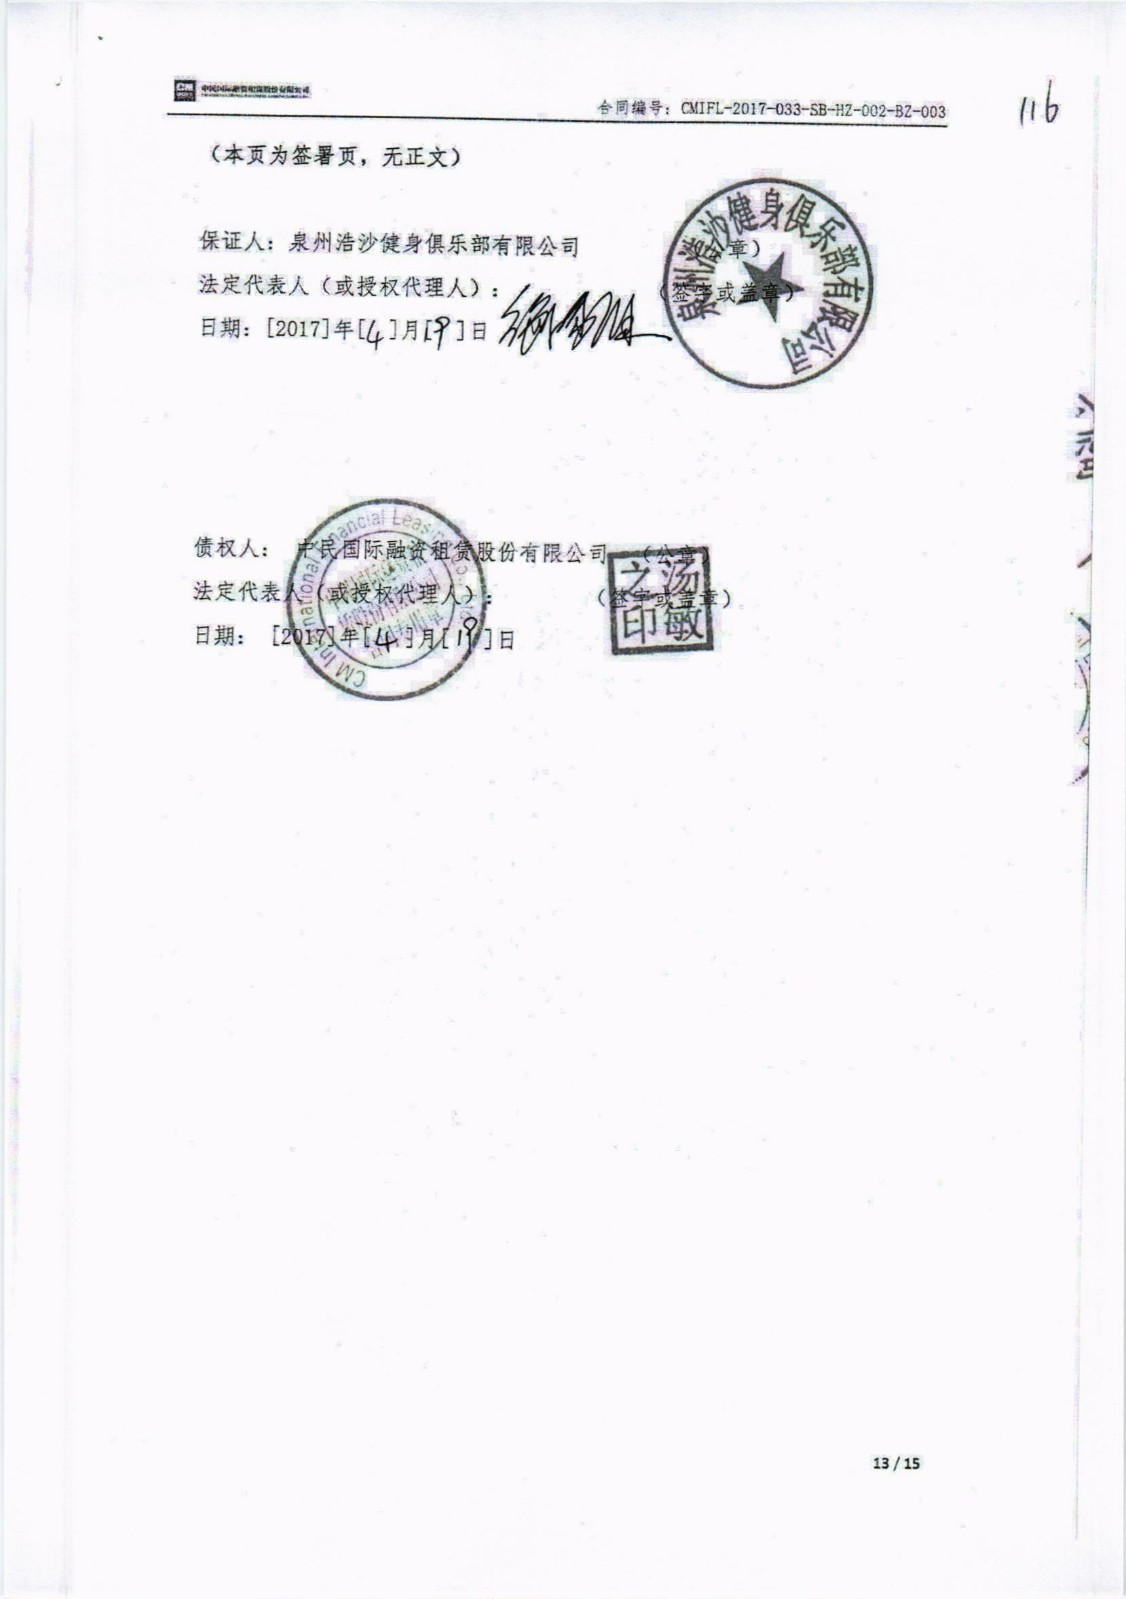 中民国际融资租赁股份有限公司
合同编号：CMIFL-2017-033-SB-HZ-002-BZ-003
116
（本页为签署页，无正文）
保证人：泉州浩沙健身俱乐部有限公司 （公章）
法定代表人（或授权代理人）： （签字或盖章）
日期：[2017]年[4]月[19]日
泉州浩沙健身俱乐部有限公司
债权人： 中民国际融资租赁股份有限公司 （公章）
法定代表人（或授权代理人）： （签字或盖章）
日期： [2017]年[4]月[19]日
CM International Financial Leasing Co.,
汤敏之印
13 / 15